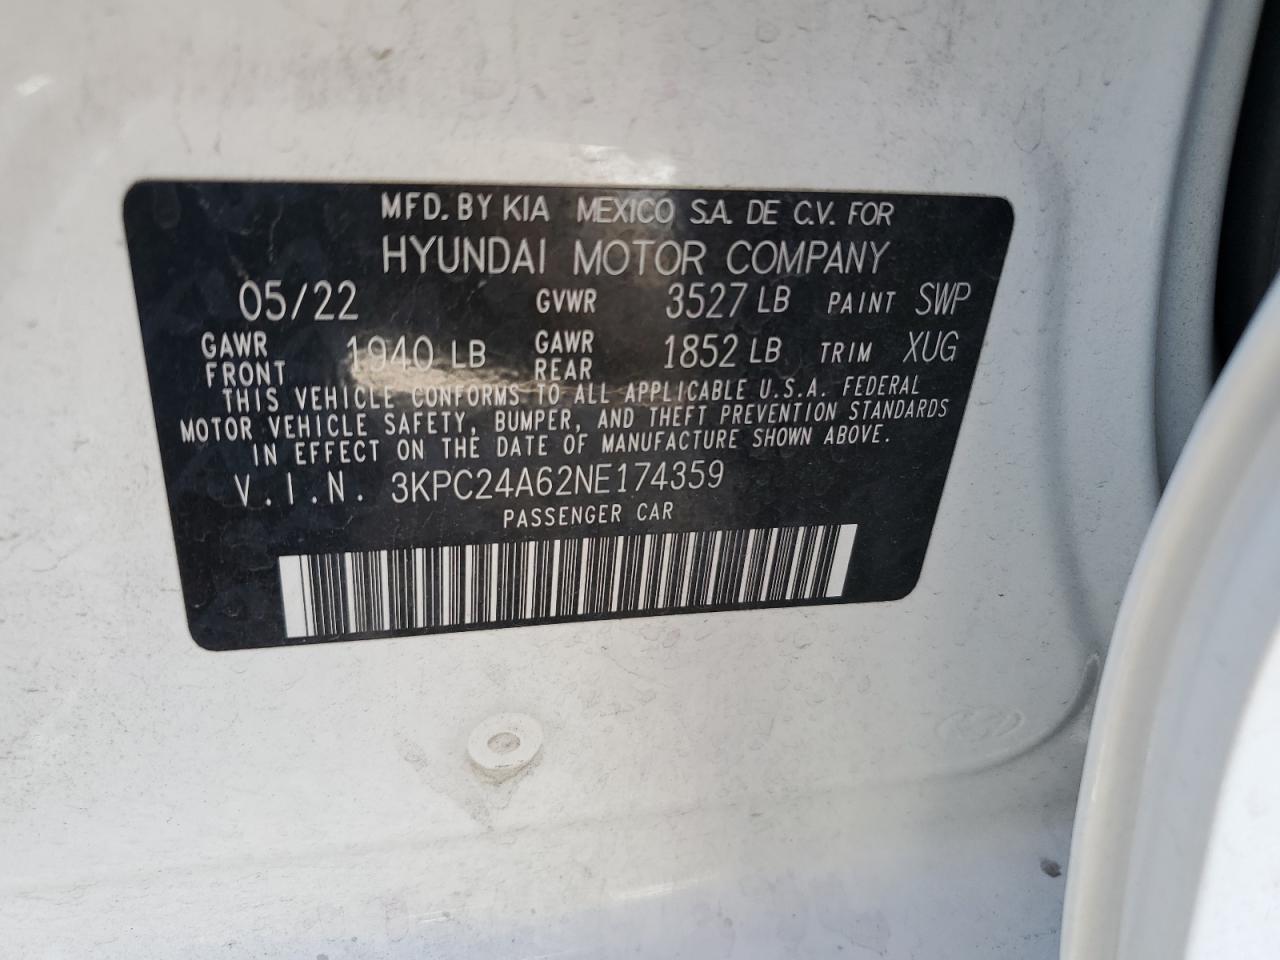 MFD. BY KIA MEXICO S.A. DE C.V. FOR
HYUNDAI MOTOR COMPANY
05/22 GVWR 3527 LB PAINT SWP
GAWR FRONT 1940 LB GAWR REAR 1852 LB TRIM XUG
THIS VEHICLE CONFORMS TO ALL APPLICABLE U.S.A. FEDERAL
MOTOR VEHICLE SAFETY, BUMPER, AND THEFT PREVENTION STANDARDS
IN EFFECT ON THE DATE OF MANUFACTURE SHOWN ABOVE.
V.I.N. 3KPC24A62NE174359
PASSENGER CAR